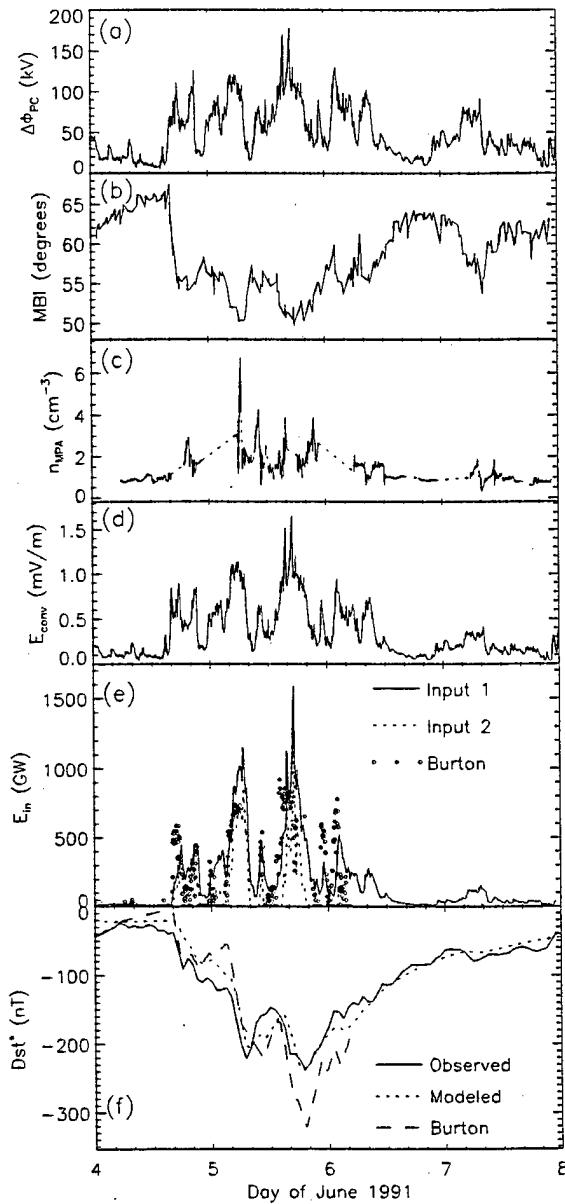 (a)
ΔΦPC (kV)
200
150
100
50
0
(b)
MBI (degrees)
65
60
55
50
(c)
nMPA (cm⁻³)
6
4
2
0
(d)
Econv (mV/m)
1.5
1.0
0.5
0.0
(e)
Ein (GW)
1500
1000
500
0
Input 1
Input 2
Burton
(f)
Dst* (nT)
0
-100
-200
-300
Observed
Modeled
Burton
4 5 6 7 8
Day of June 1991